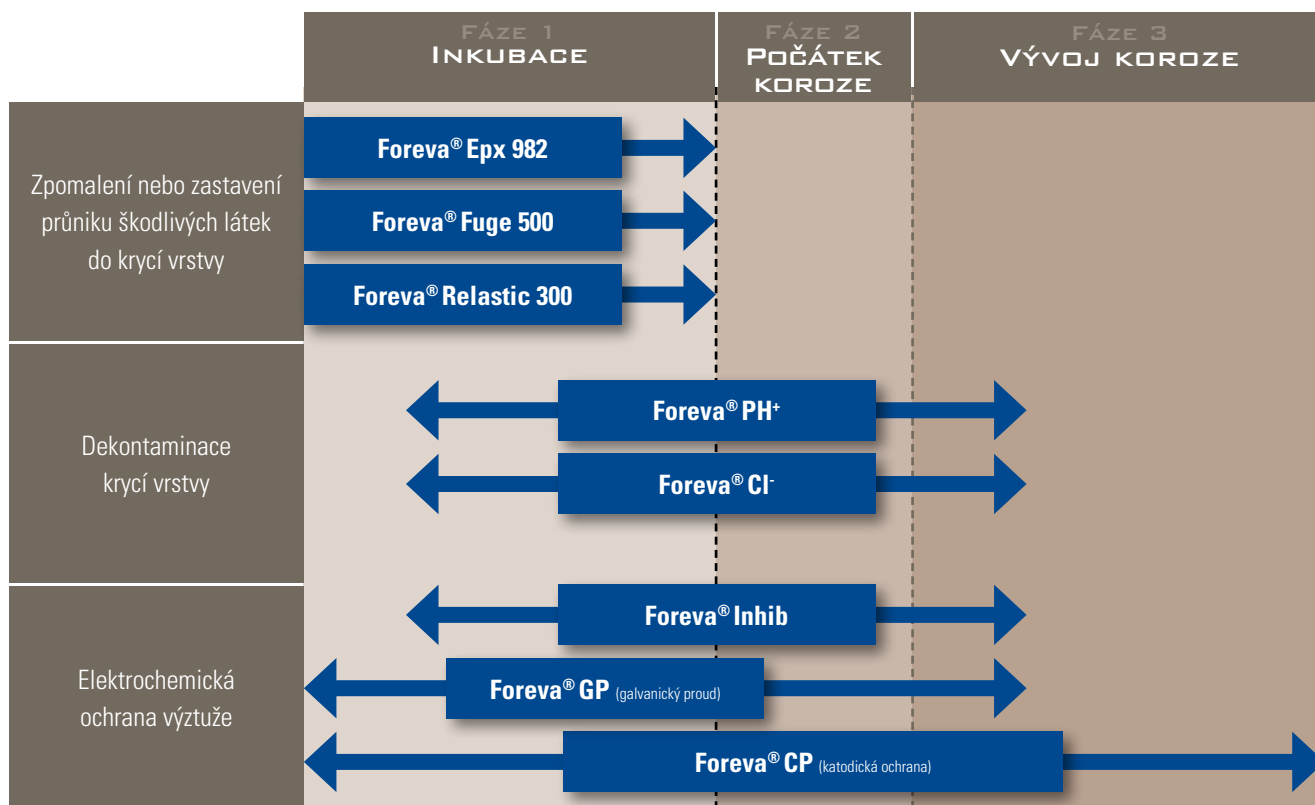 FÁZE 1
INKUBACE
FÁZE 2
POČÁTEK
KOROZE
FÁZE 3
VÝVOJ KOROZE
Zpomalení nebo zastavení
průniku škodlivých látek
do krycí vrstvy
Foreva® Epx 982
Foreva® Fuge 500
Foreva® Relastic 300
Dekontaminace
krycí vrstvy
Foreva® PH⁺
Foreva® Cl⁻
Elektrochemická
ochrana výztuže
Foreva® Inhib
Foreva® GP (galvanický proud)
Foreva® CP (katodická ochrana)